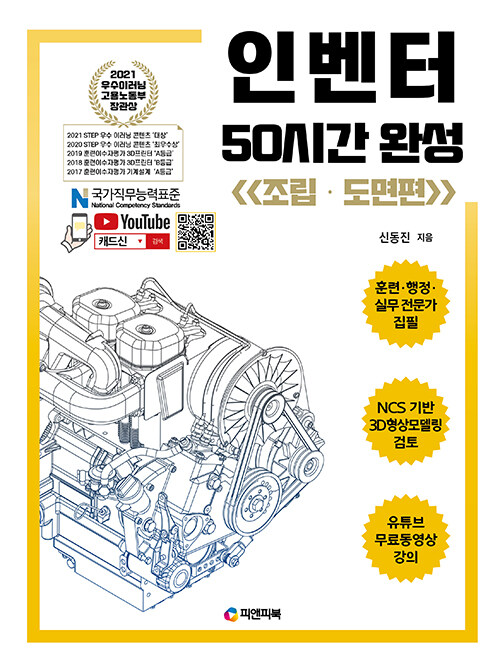 인벤터
50시간 완성
《조립 · 도면편》
신동진 지음
2021
우수이러닝
고용노동부
장관상
2021 STEP 우수 이러닝 콘텐츠 '대상'
2020 STEP 우수 이러닝 콘텐츠 '최우수상'
2019 훈련이수자평가 3D프린터 'A등급'
2018 훈련이수자평가 3D프린터 'B등급'
2017 훈련이수자평가 기계설계 'A등급'
N 국가직무능력표준
National Competency Standards
YouTube
캐드신 ▼ 검색
훈련·행정·
실무 전문가
집필
NCS 기반
3D형상모델링
검토
유튜브
무료동영상
강의
피앤피북